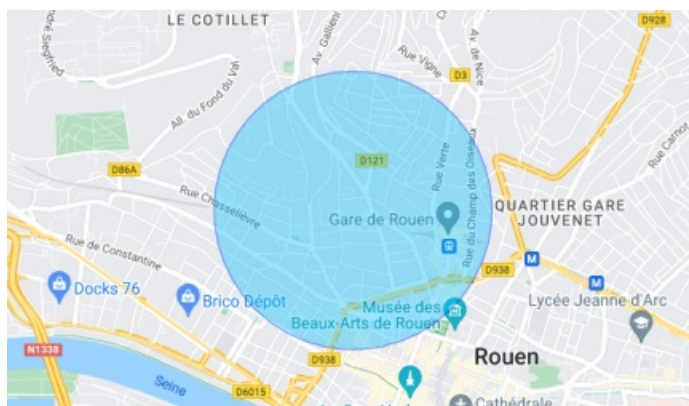 LE COTILLET
D928
dré Siegfried
Av. Gallieni
Rue Vigne
Av. de Nice
D3
All. du Fond du Val
Rue Carnot
D121
D86A
Rue Verte
Rue du Champ des Oiseaux
Rue Chasselièvre
QUARTIER GARE
JOUVENET
Gare de Rouen
Rue de Constantine
M
D938
Docks 76
M
Brico Dépôt
Lycée Jeanne d'Arc
Musée des
Beaux-Arts de Rouen
N1338
D938
Rouen
Seine
D6015
Cathédrale